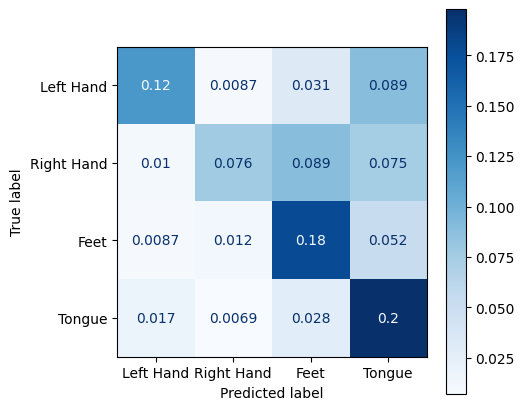 Left Hand 0.12 0.0087 0.031 0.089
Right Hand 0.01 0.076 0.089 0.075
Feet 0.0087 0.012 0.18 0.052
Tongue 0.017 0.0069 0.028 0.2
Left Hand Right Hand Feet Tongue
Predicted label
True label
0.175
0.150
0.125
0.100
0.075
0.050
0.025